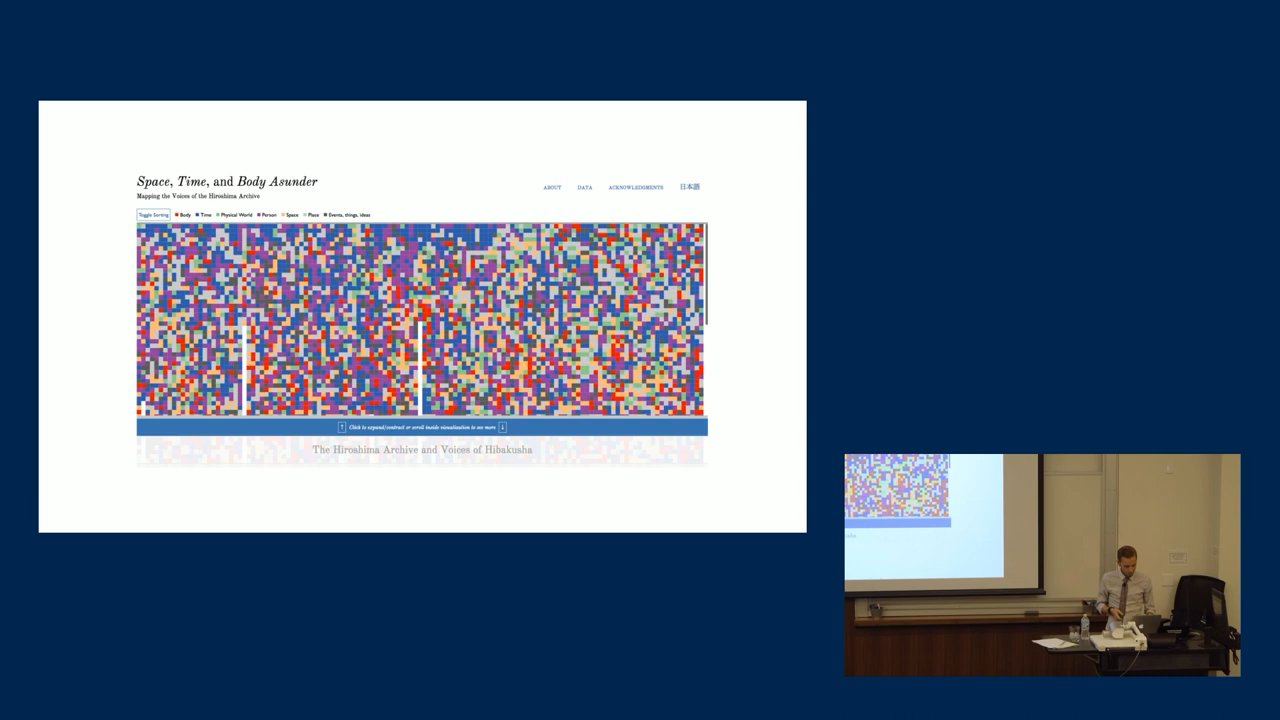 Space, Time, and Body Asunder
Mapping the Voices of the Hiroshima Archive
ABOUT DATA ACKNOWLEDGMENTS 日本語
Toggle Sorting Body Time Physical World Person Space Place Events, things, ideas
↑ Click to expand/contract or scroll inside visualization to see more ↓
The Hiroshima Archive and Voices of Hibakusha